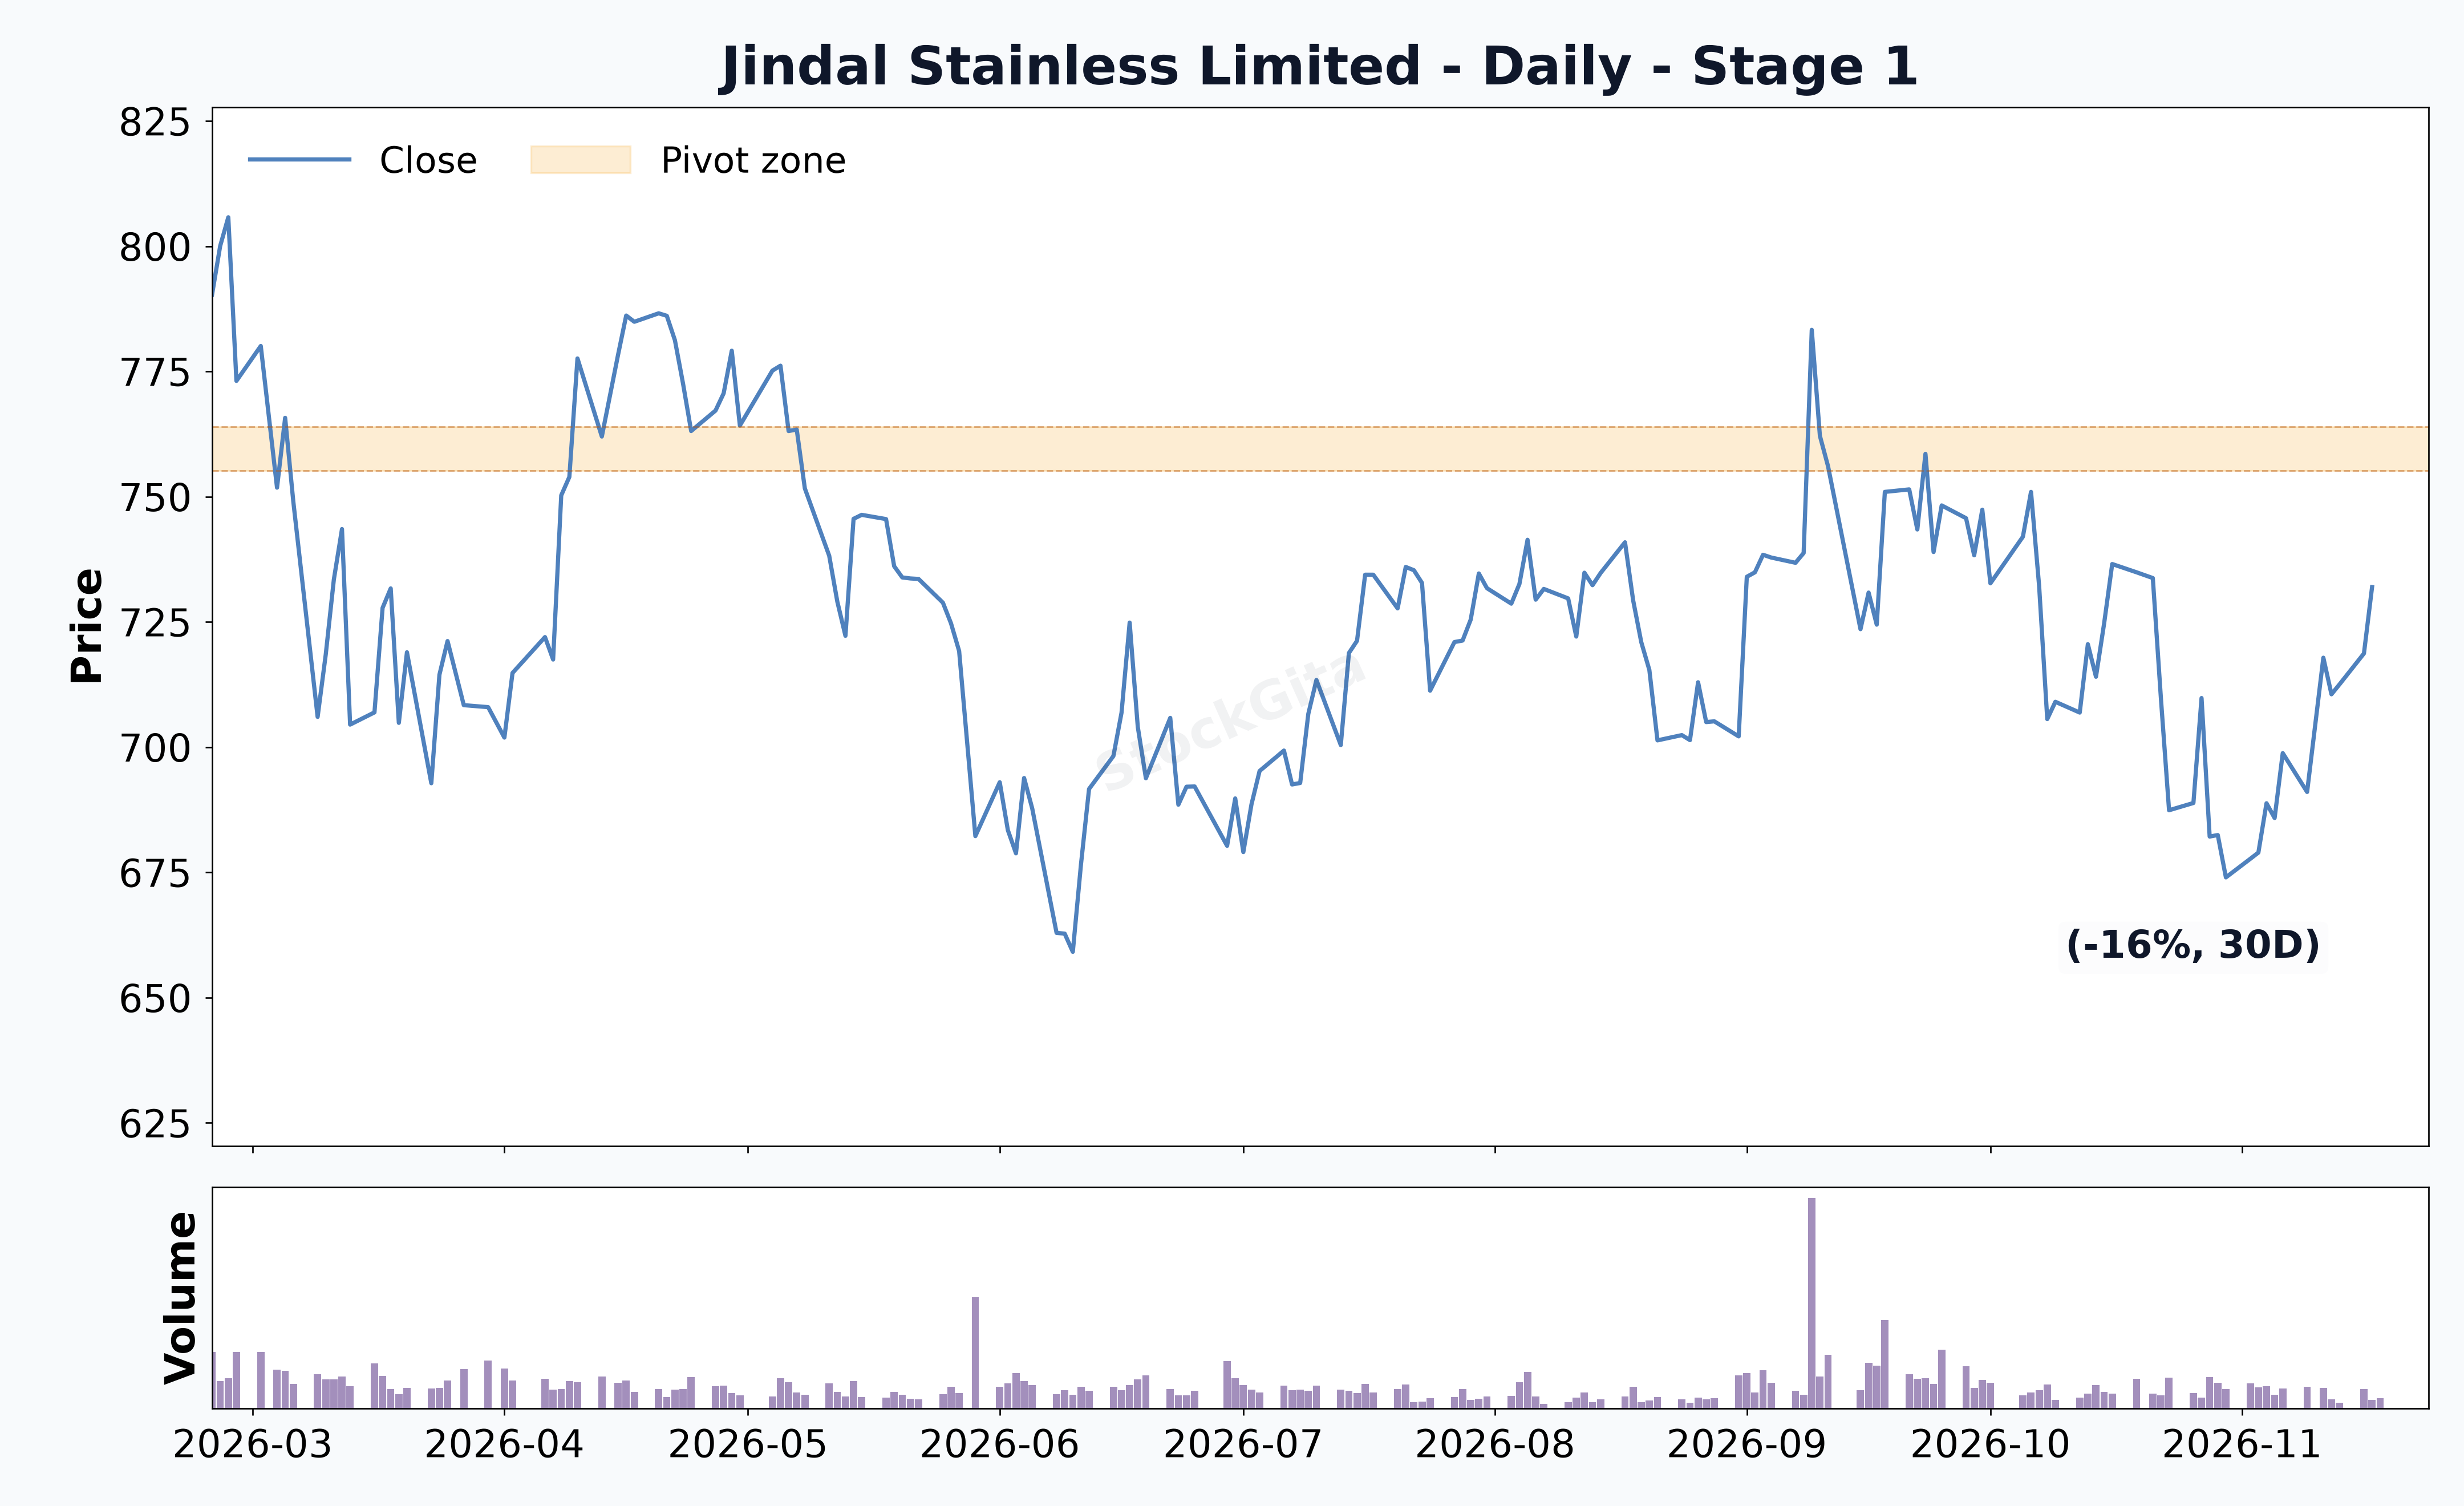 Jindal Stainless Limited - Daily - Stage 1
825
Close
Pivot zone
800
775
750
725
700
675
650
625
Price
StockGita
(-16%, 30D)
Volume
2026-03
2026-04
2026-05
2026-06
2026-07
2026-08
2026-09
2026-10
2026-11